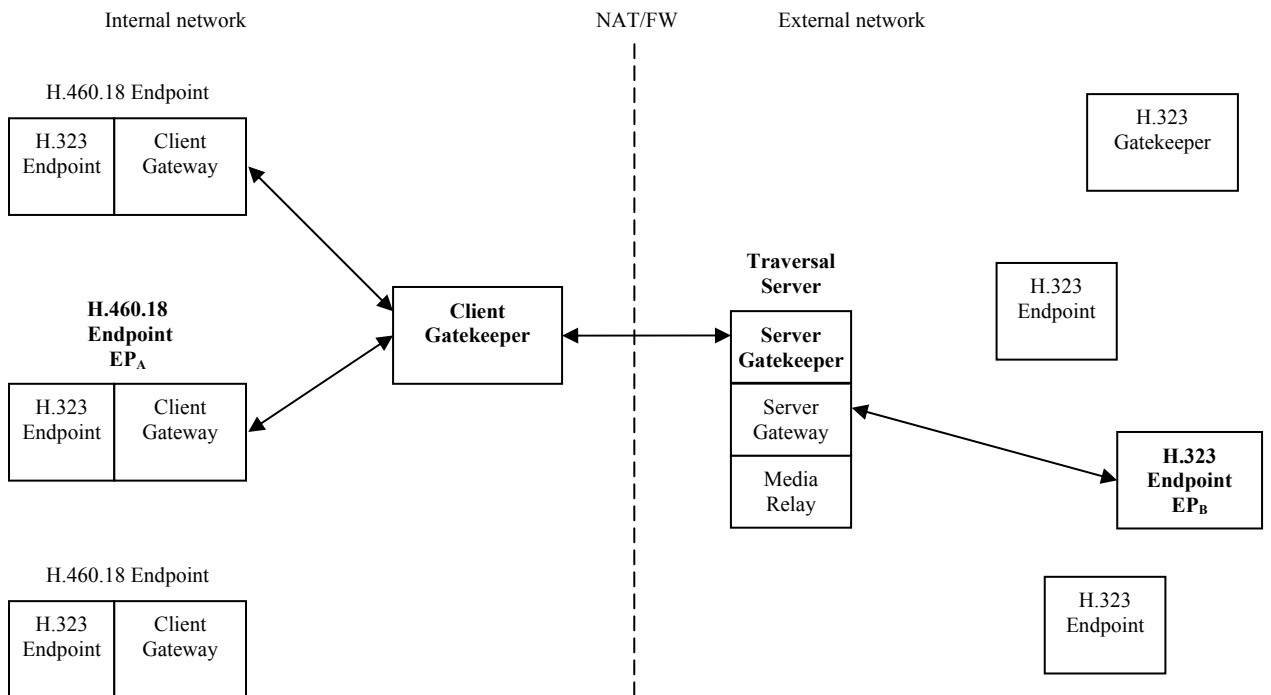 Internal network
NAT/FW
External network
H.460.18 Endpoint
H.323
Endpoint
Client
Gateway
H.323
Gatekeeper
Traversal
Server
H.323
Endpoint
H.460.18
Endpoint
EPA
Client
Gatekeeper
Server
Gatekeeper
H.323
Endpoint
Client
Gateway
Server
Gateway
Media
Relay
H.323
Endpoint
EPB
H.460.18 Endpoint
H.323
Endpoint
Client
Gateway
H.323
Endpoint